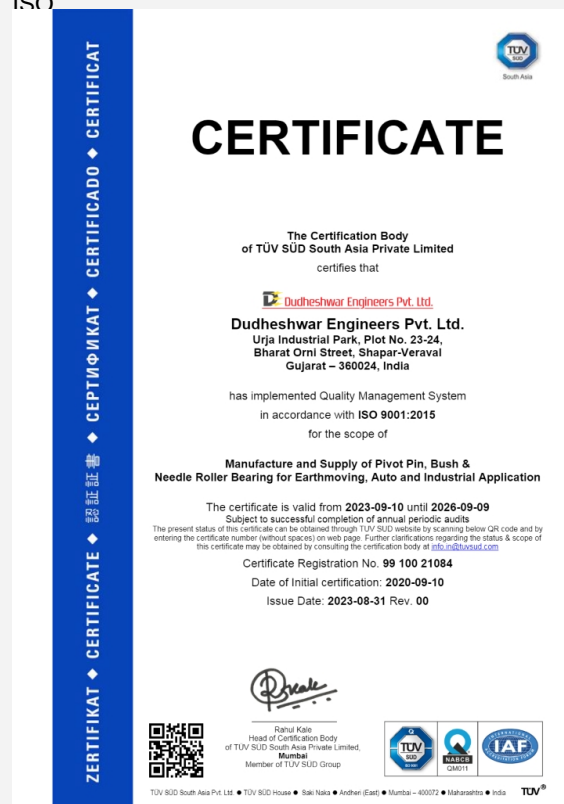 ISO
ZERTIFIKAT ◆ CERTIFICATE ◆ 認証証書 ◆ СЕРТИФИКАТ ◆ CERTIFICADO ◆ CERTIFICAT
TÜV
SÜD
South Asia
CERTIFICATE
The Certification Body
of TÜV SÜD South Asia Private Limited
certifies that
Dudheshwar Engineers Pvt. Ltd.
Dudheshwar Engineers Pvt. Ltd.
Urja Industrial Park, Plot No. 23-24,
Bharat Orni Street, Shapar-Veraval
Gujarat – 360024, India
has implemented Quality Management System
in accordance with ISO 9001:2015
for the scope of
Manufacture and Supply of Pivot Pin, Bush &
Needle Roller Bearing for Earthmoving, Auto and Industrial Application
The certificate is valid from 2023-09-10 until 2026-09-09
Subject to successful completion of annual periodic audits
The present status of this certificate can be obtained through TUV SUD website by scanning below QR code and by
entering the certificate number (without spaces) on web page. Further clarifications regarding the status & scope of
this certificate may be obtained by consulting the certification body at info.in@tuvsud.com
Certificate Registration No. 99 100 21084
Date of Initial certification: 2020-09-10
Issue Date: 2023-08-31 Rev. 00
Rahul Kale
Head of Certification Body
of TÜV SÜD South Asia Private Limited,
Mumbai
Member of TÜV SÜD Group
TÜV
SÜD
ISO 9001
NABCB
QM011
INTERNATIONAL
IAF
ACCREDITATION FORUM
TÜV SÜD South Asia Pvt. Ltd. ● TÜV SÜD House ● Saki Naka ● Andheri (East) ● Mumbai – 400072 ● Maharashtra ● India TÜV®